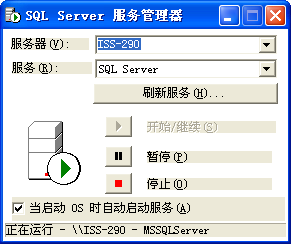 SQL Server 服务管理器
服务器(V): ISS-290
服务(R): SQL Server
刷新服务(H)...
开始/继续(S)
暂停(P)
停止(O)
当启动 OS 时自动启动服务(A)
正在运行 - \\ISS-290 - MSSQLServer